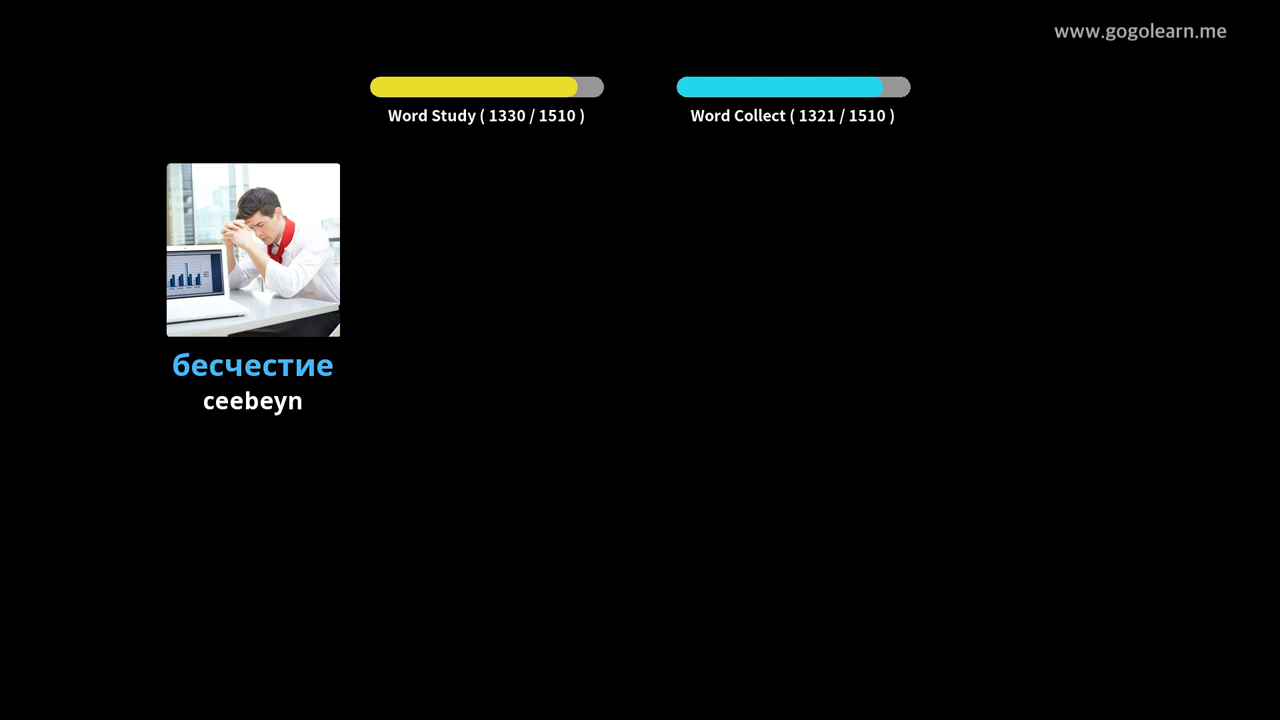 www.gogolearn.me
Word Study ( 1330 / 1510 )
Word Collect ( 1321 / 1510 )
бесчестие
ceebeyn